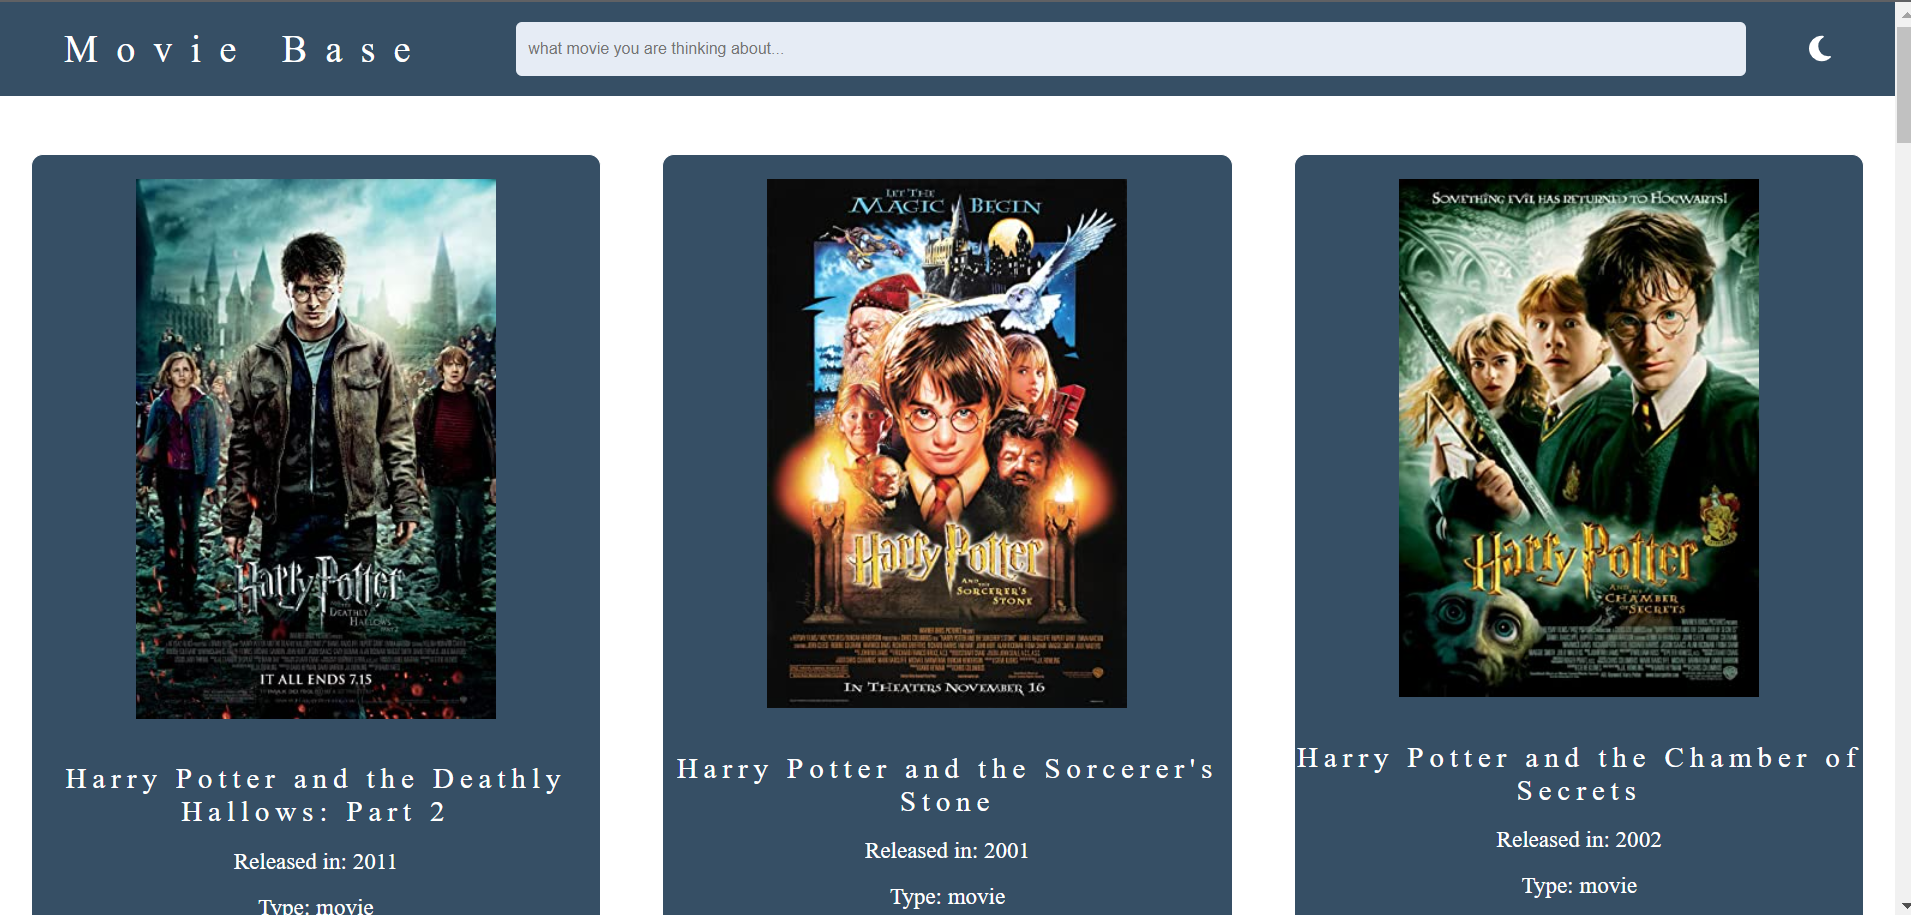 Movie Base
what movie you are thinking about...
IT ALL ENDS 7.15
Harry Potter
AND THE
DEATHLY
HALLOWS
PART 2
Harry Potter and the Deathly
Hallows: Part 2
Released in: 2011
Type: movie
LET THE
MAGIC BEGIN
Harry Potter
AND THE
SORCERER'S
STONE
IN THEATERS NOVEMBER 16
Harry Potter and the Sorcerer's
Stone
Released in: 2001
Type: movie
SOMETHING EVIL HAS RETURNED TO HOGWARTS!
Harry Potter
AND THE
CHAMBER
OF SECRETS
Harry Potter and the Chamber of
Secrets
Released in: 2002
Type: movie